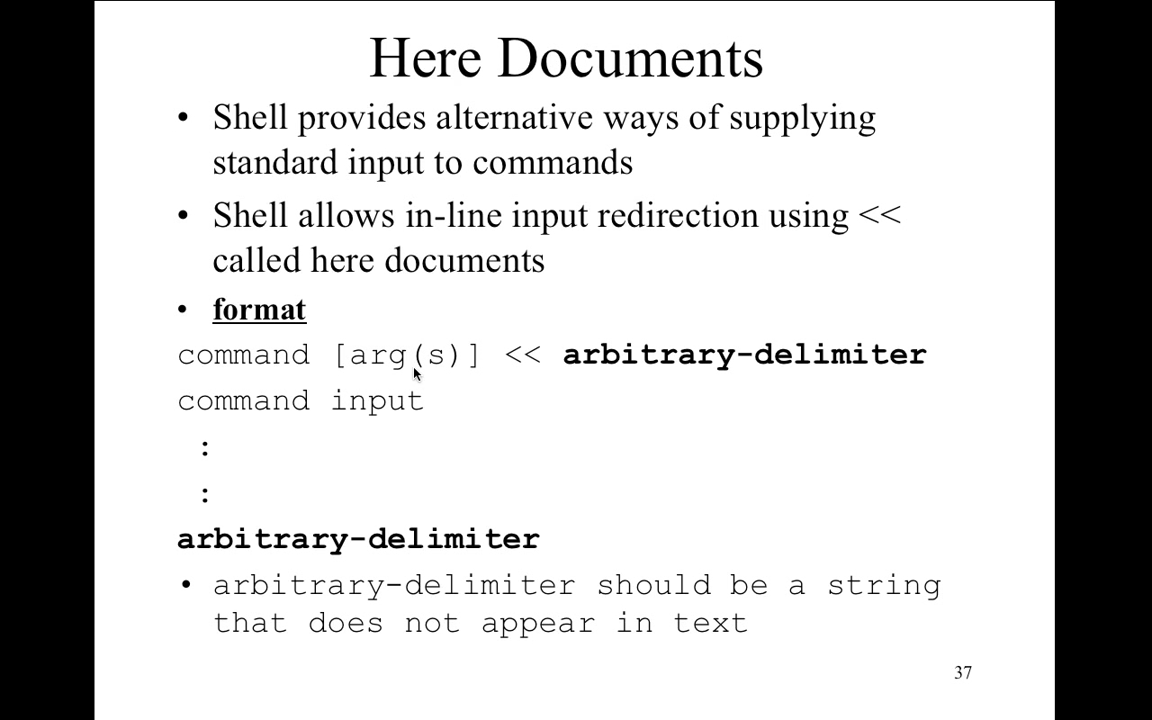 Here Documents
• Shell provides alternative ways of supplying
standard input to commands
• Shell allows in-line input redirection using <<
called here documents
• format
command [arg(s)] << arbitrary-delimiter
command input
:
:
arbitrary-delimiter
• arbitrary-delimiter should be a string
that does not appear in text
37